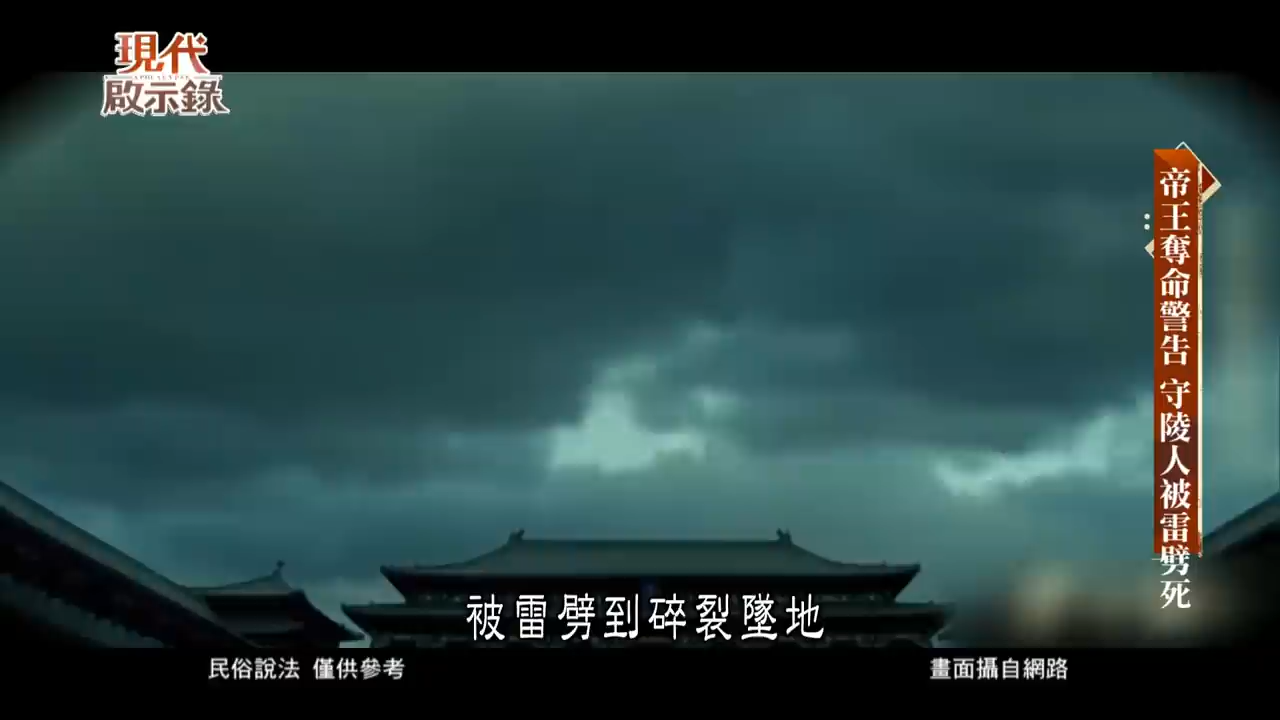 現代
啟示錄
帝王奪命警告 守陵人被雷劈死
被雷劈到碎裂墜地
民俗說法 僅供參考
畫面攝自網路